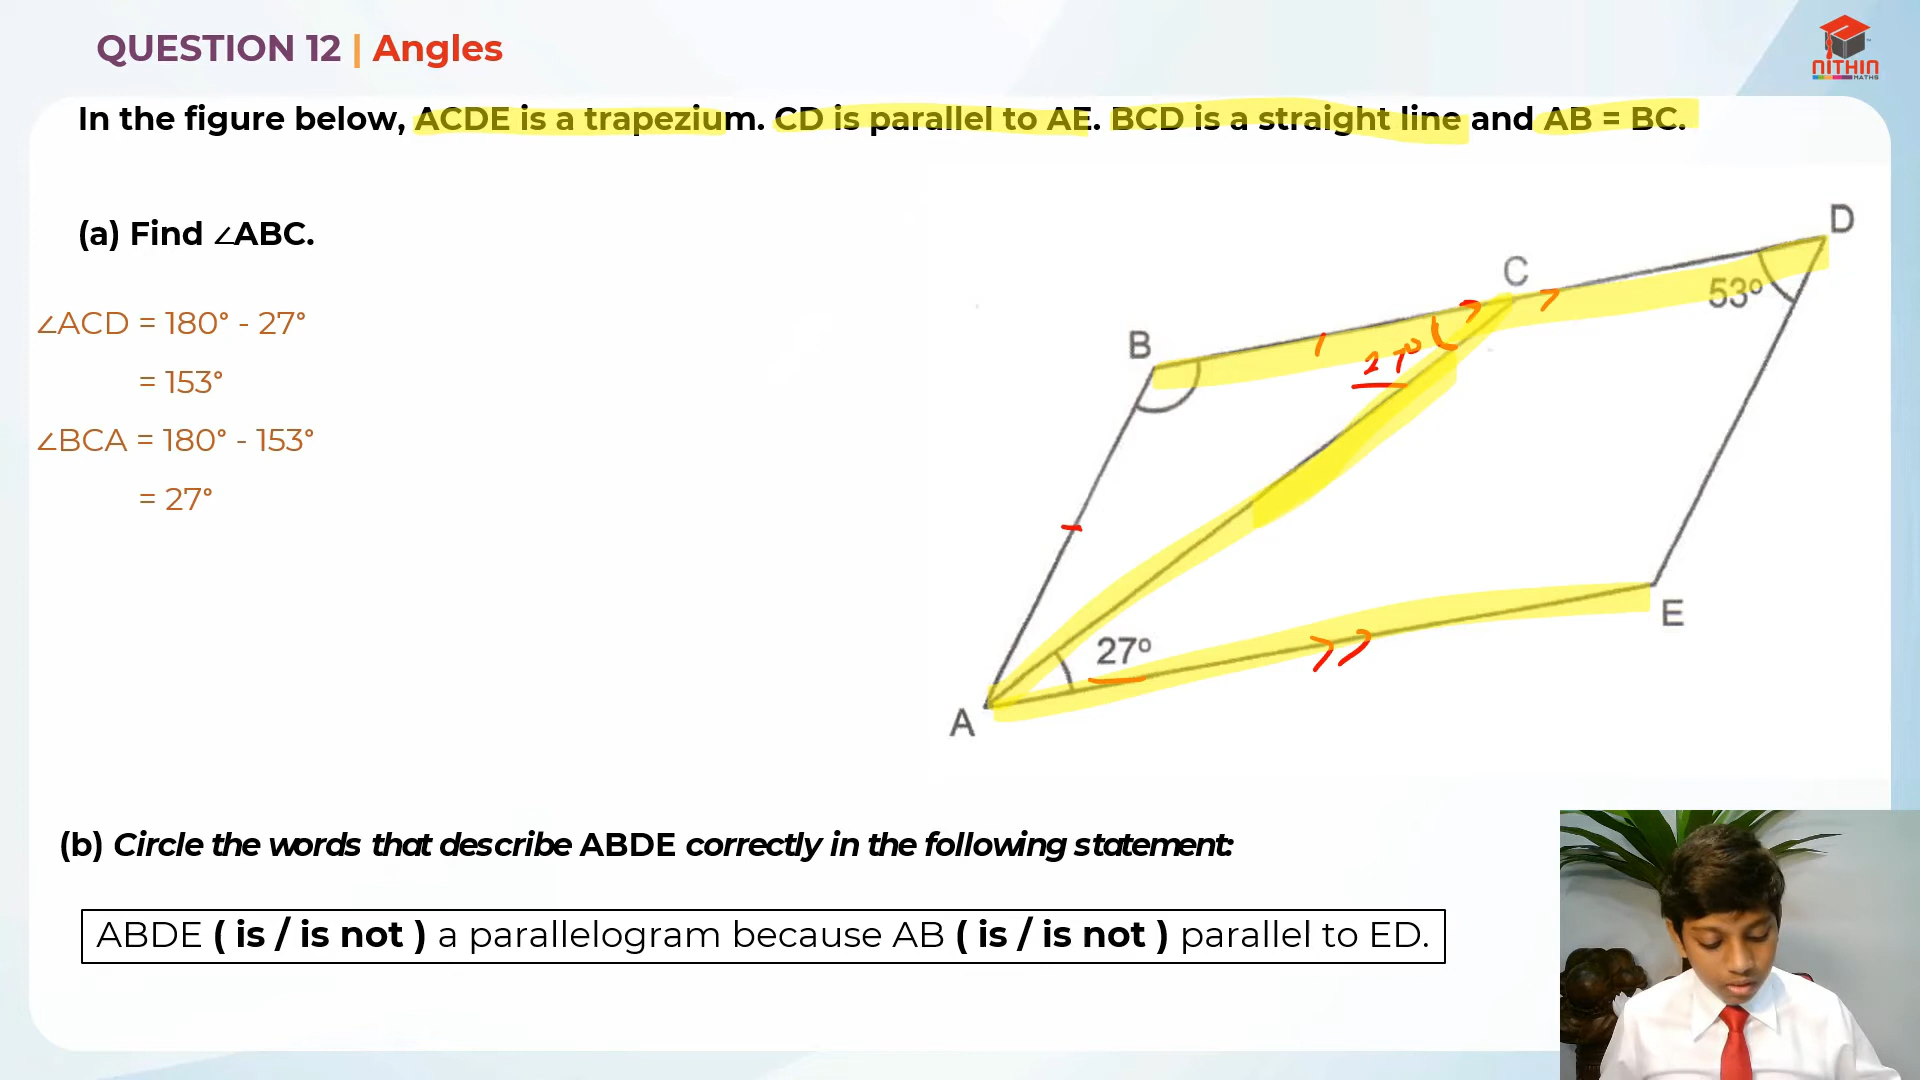 QUESTION 12 | Angles
NITHIN
MATHS
In the figure below, ACDE is a trapezium. CD is parallel to AE. BCD is a straight line and AB = BC.
(a) Find ∠ABC.
∠ACD = 180° - 27°
= 153°
∠BCA = 180° - 153°
= 27°
D
C
53°
B
27°
27°
E
A
(b) Circle the words that describe ABDE correctly in the following statement:
ABDE ( is / is not ) a parallelogram because AB ( is / is not ) parallel to ED.